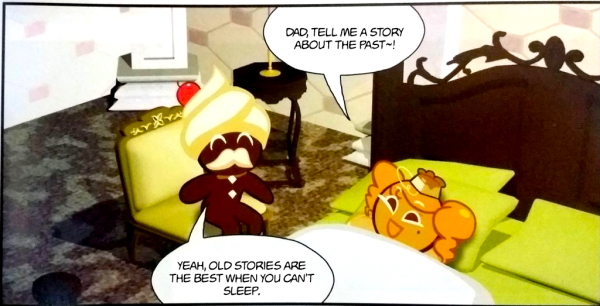 DAD, TELL ME A STORY
ABOUT THE PAST~!
YEAH, OLD STORIES ARE
THE BEST WHEN YOU CAN'T
SLEEP.